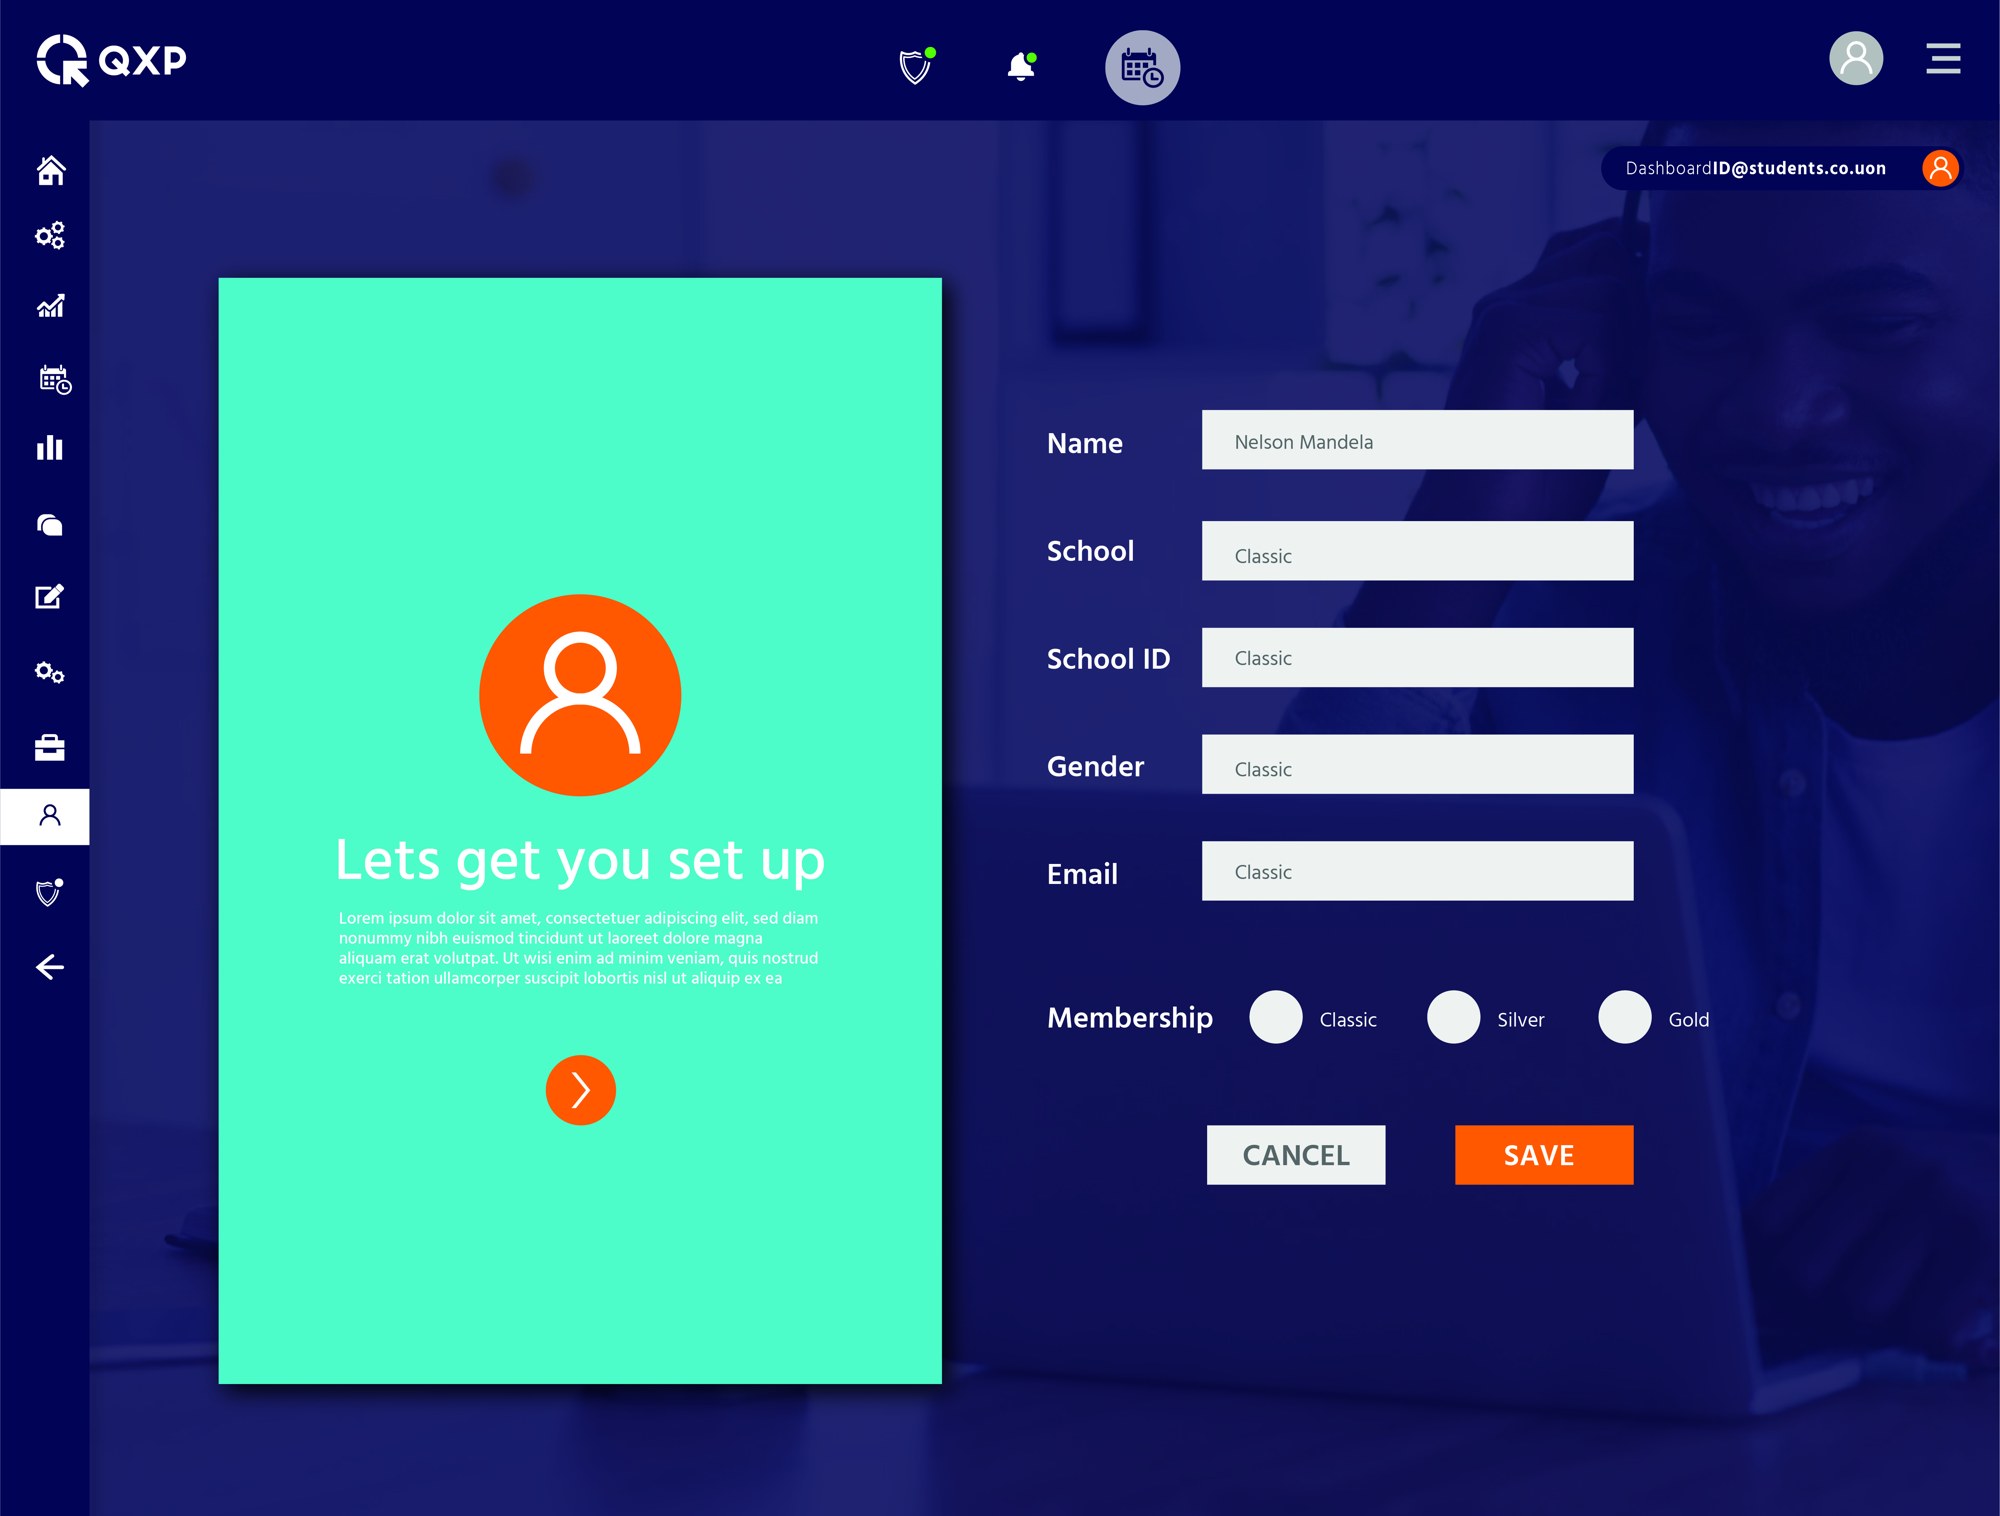 QXP
DashboardID@students.co.uon
Name
Nelson Mandela
School
Classic
School ID
Classic
Gender
Classic
Email
Classic
Membership
Classic
Silver
Gold
CANCEL
SAVE
Lets get you set up
Lorem ipsum dolor sit amet, consectetuer adipiscing elit, sed diam
nonummy nibh euismod tincidunt ut laoreet dolore magna
aliquam erat volutpat. Ut wisi enim ad minim veniam, quis nostrud
exerci tation ullamcorper suscipit lobortis nisl ut aliquip ex ea